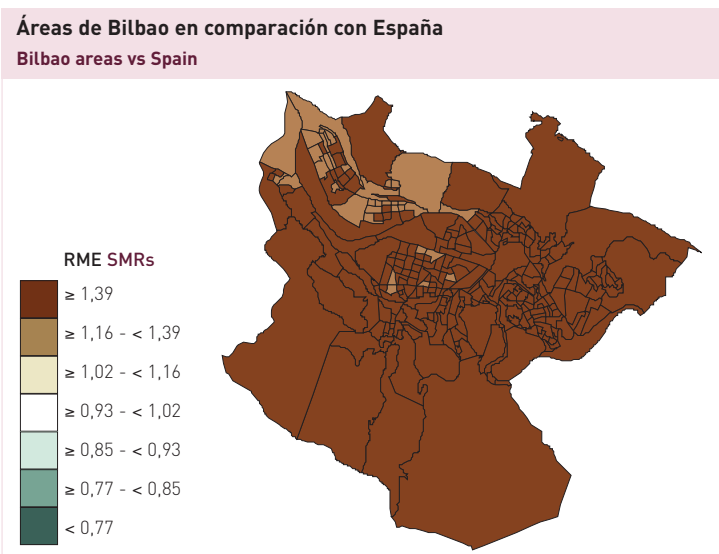 Áreas de Bilbao en comparación con España
Bilbao areas vs Spain
RME SMRs
≥ 1,39
≥ 1,16 - < 1,39
≥ 1,02 - < 1,16
≥ 0,93 - < 1,02
≥ 0,85 - < 0,93
≥ 0,77 - < 0,85
< 0,77